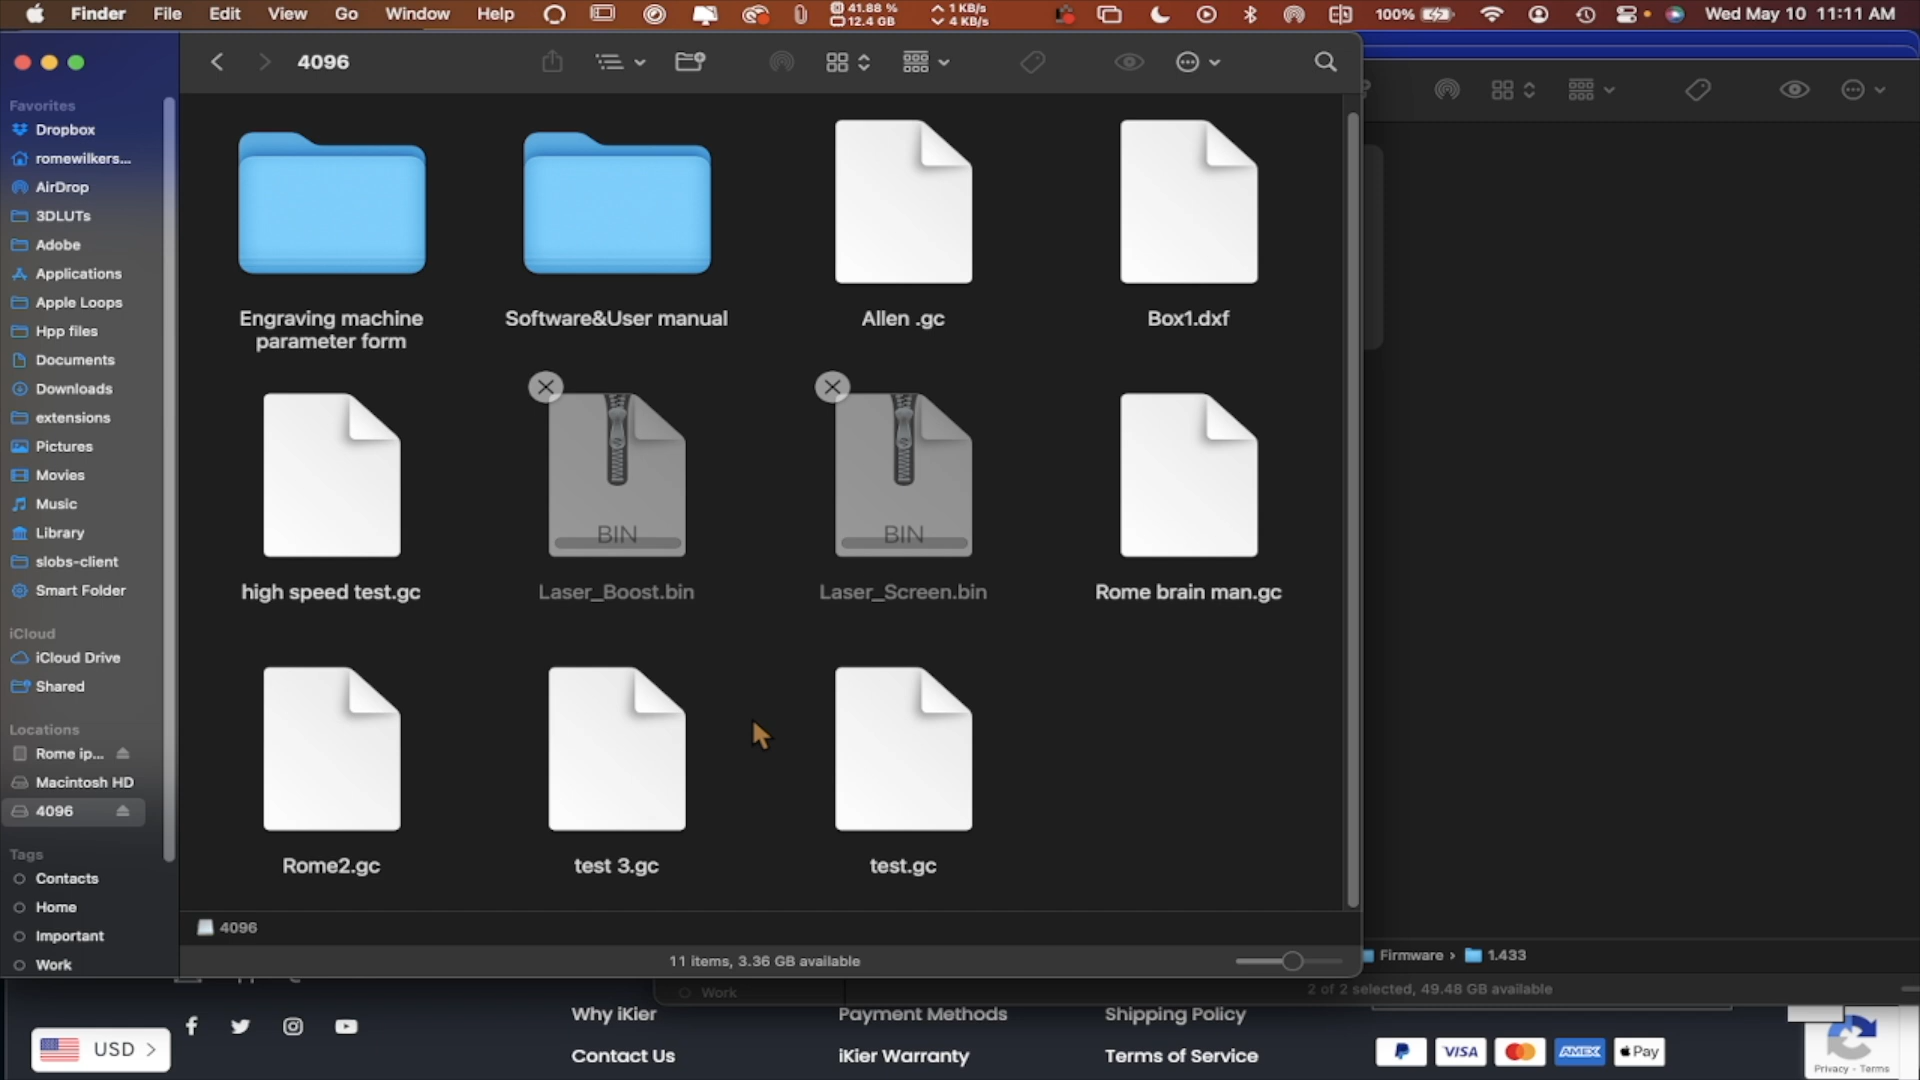 Finder File Edit View Go Window Help 41.88 % 12.4 GB 1 KB/s 4 KB/s 100% Wed May 10 11:11 AM
4096
Favorites
Dropbox
romewilkers...
AirDrop
3DLUTs
Adobe
Applications
Apple Loops
Hpp files
Documents
Downloads
extensions
Pictures
Movies
Music
Library
slobs-client
Smart Folder
iCloud
iCloud Drive
Shared
Locations
Rome ip...
Macintosh HD
4096
Tags
Contacts
Home
Important
Work
Engraving machine
parameter form
Software&User manual
Allen .gc
Box1.dxf
BIN
BIN
high speed test.gc
Laser_Boost.bin
Laser_Screen.bin
Rome brain man.gc
Rome2.gc
test 3.gc
test.gc
4096
11 items, 3.36 GB available
Firmware › 1.433
2 of 2 selected, 49.48 GB available
Work
Why iKier
Payment Methods
Shipping Policy
USD >
Contact Us
iKier Warranty
Terms of Service
P VISA AMEX Pay
Privacy - Terms